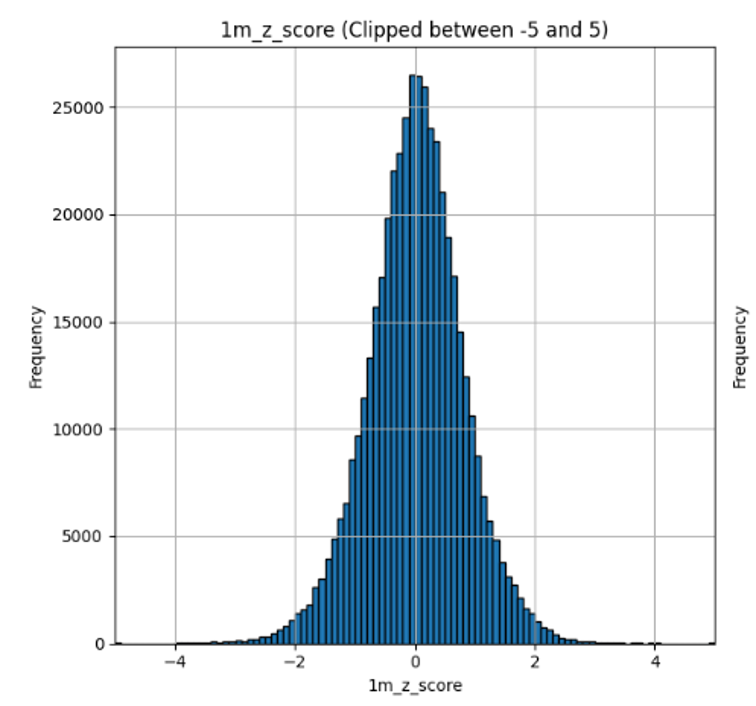 1m_z_score (Clipped between -5 and 5)
25000
20000
15000
10000
5000
0
Frequency
Frequency
−4
−2
0
2
4
1m_z_score